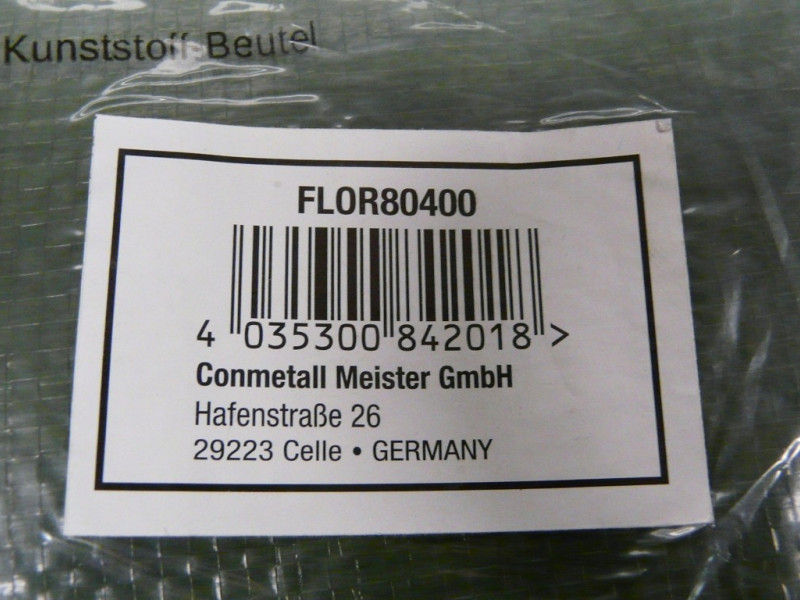 Kunststoff-Beutel
FLOR80400
4 035300 842018 >
Conmetall Meister GmbH
Hafenstraße 26
29223 Celle • GERMANY